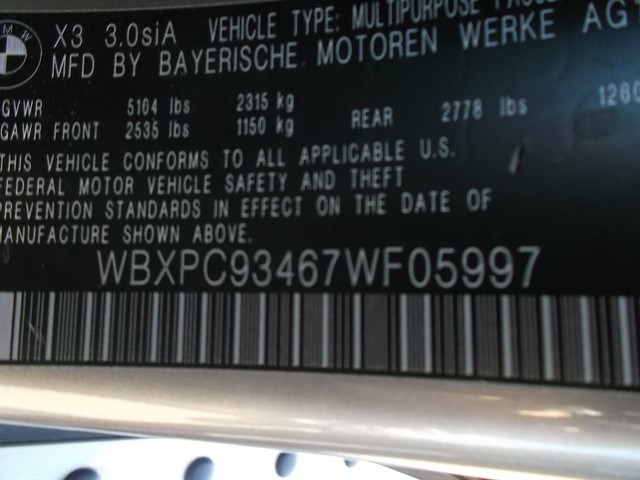 BMW
X3 3.0siA VEHICLE TYPE: MULTIPURPOSE
MFD BY BAYERISCHE MOTOREN WERKE AG
GVWR 5104 lbs 2315 kg
GAWR FRONT 2535 lbs 1150 kg REAR 2778 lbs 1260
THIS VEHICLE CONFORMS TO ALL APPLICABLE U.S.
FEDERAL MOTOR VEHICLE SAFETY AND THEFT
PREVENTION STANDARDS IN EFFECT ON THE DATE OF
MANUFACTURE SHOWN ABOVE.
WBXPC93467WF05997